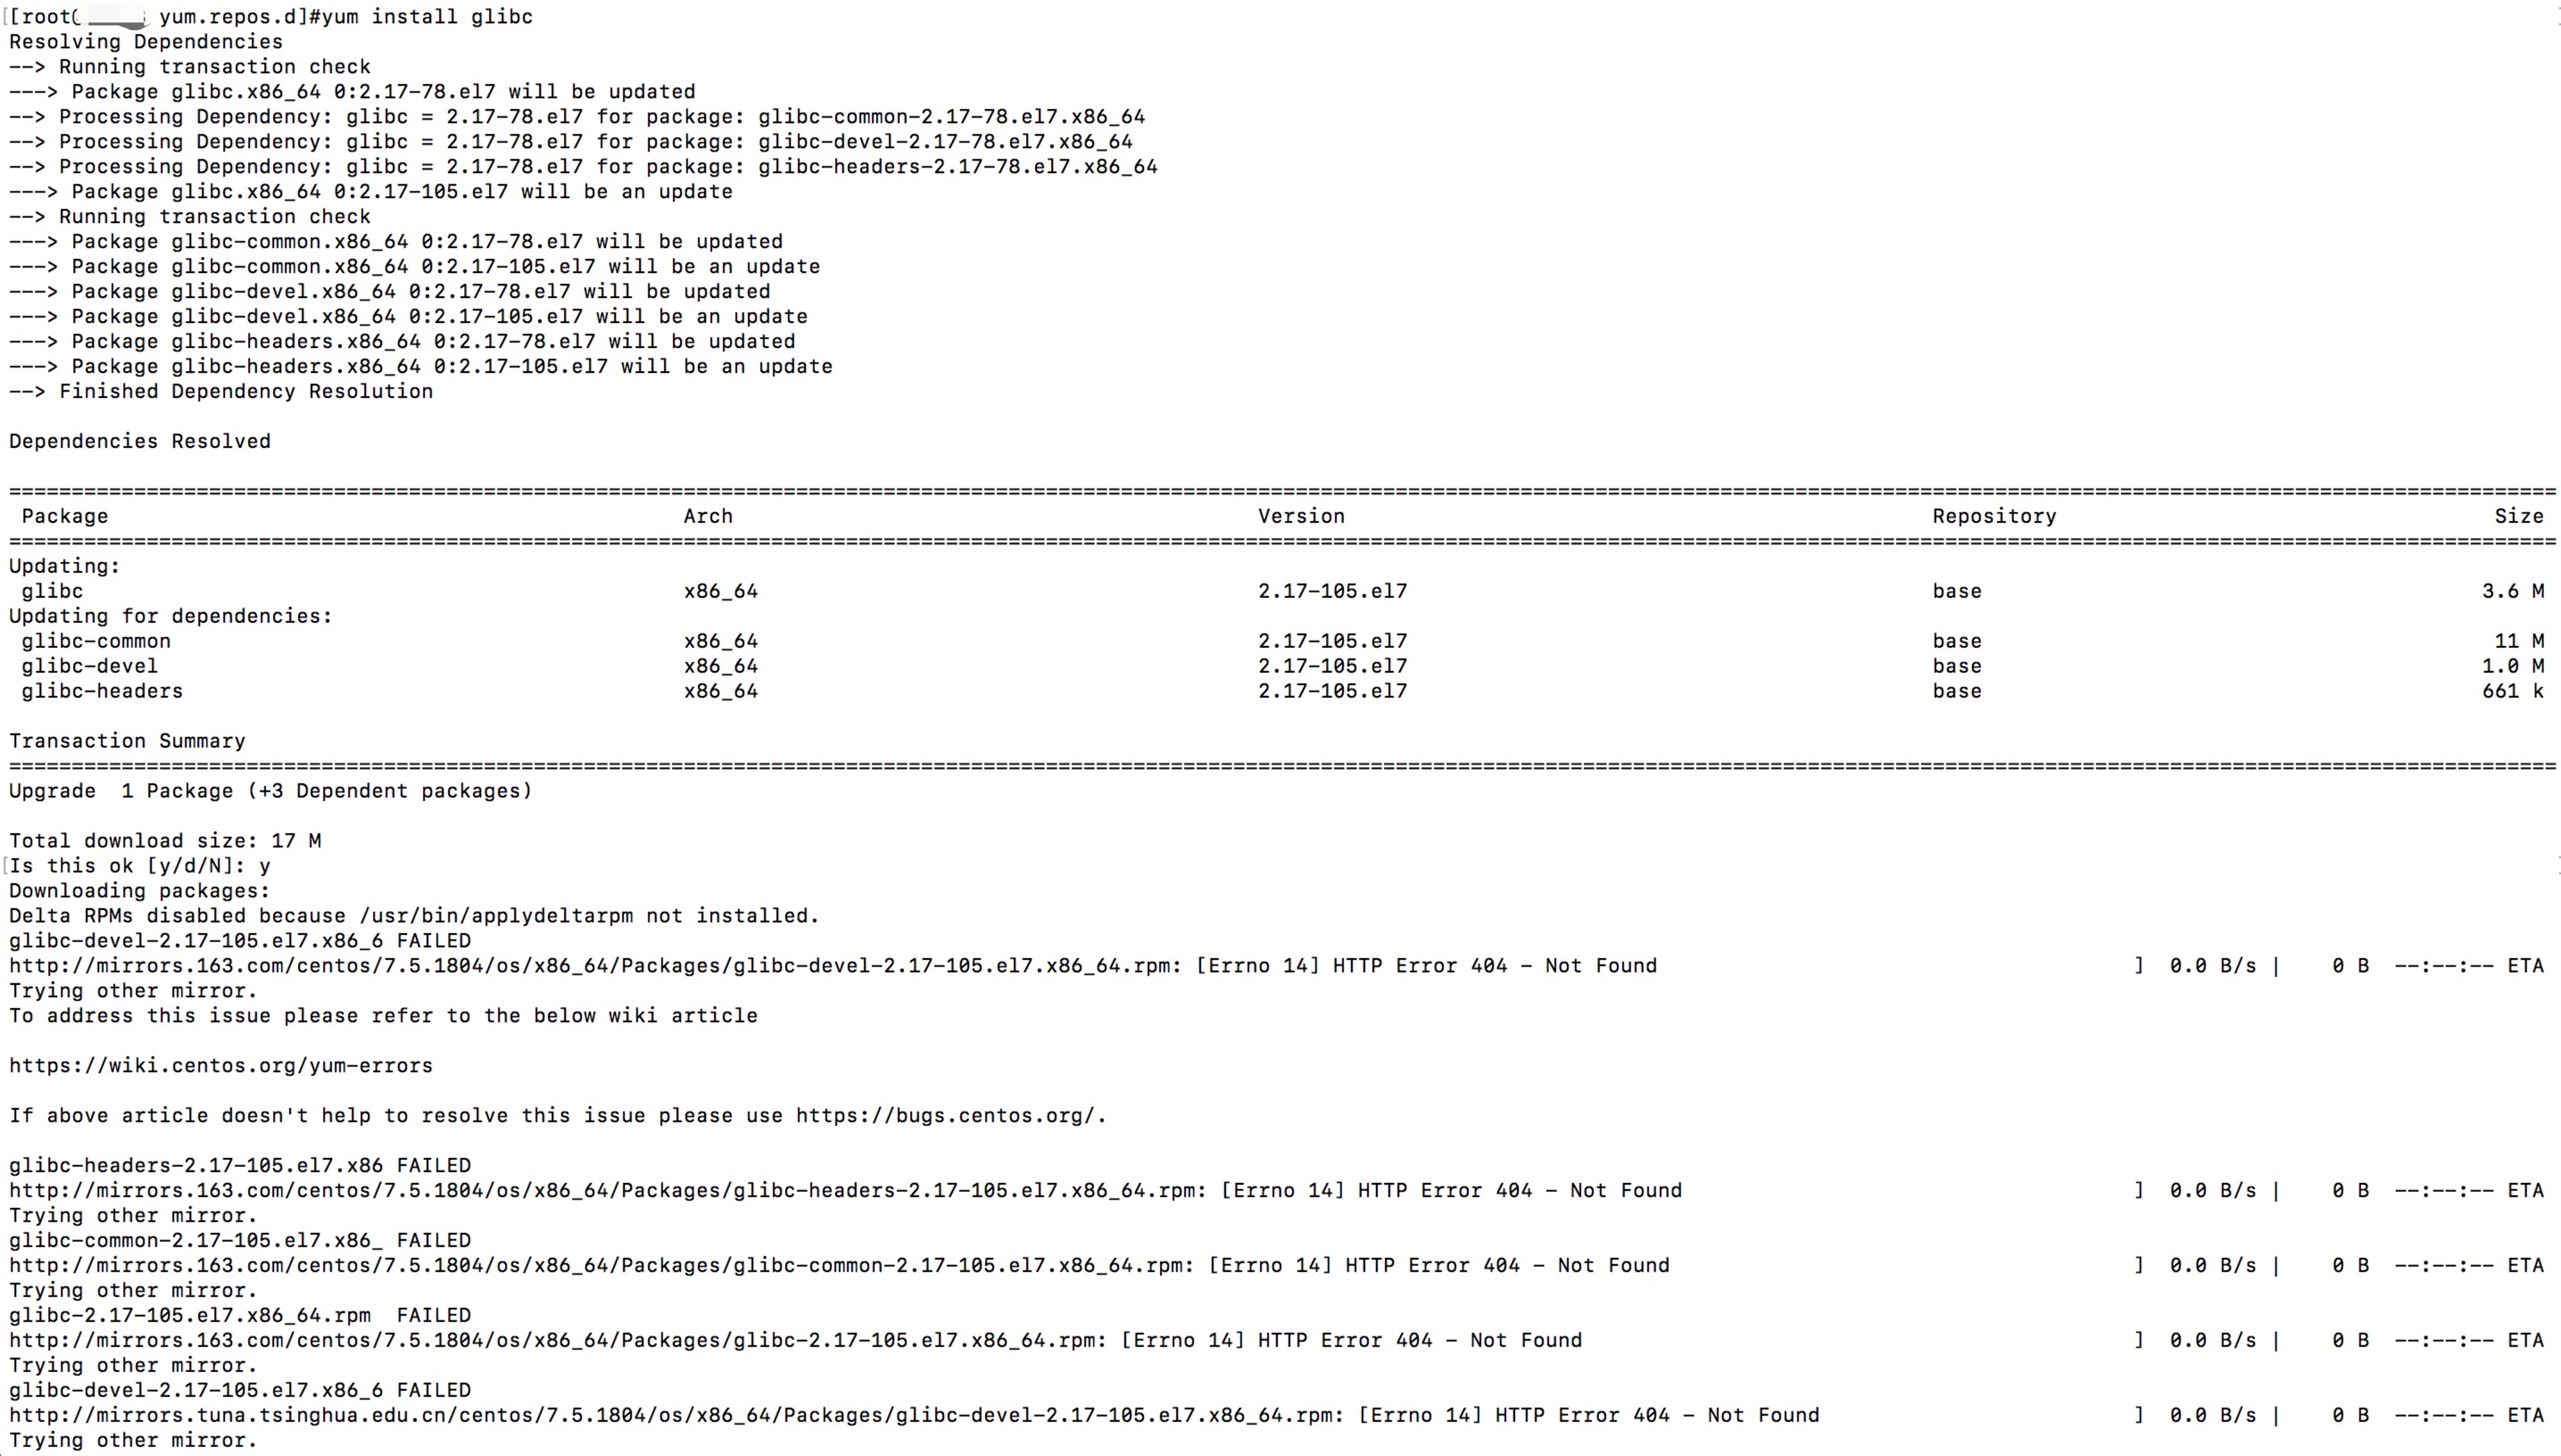 [[root@ yum.repos.d]#yum install glibc
Resolving Dependencies
--> Running transaction check
---> Package glibc.x86_64 0:2.17-78.el7 will be updated
--> Processing Dependency: glibc = 2.17-78.el7 for package: glibc-common-2.17-78.el7.x86_64
--> Processing Dependency: glibc = 2.17-78.el7 for package: glibc-devel-2.17-78.el7.x86_64
--> Processing Dependency: glibc = 2.17-78.el7 for package: glibc-headers-2.17-78.el7.x86_64
---> Package glibc.x86_64 0:2.17-105.el7 will be an update
--> Running transaction check
---> Package glibc-common.x86_64 0:2.17-78.el7 will be updated
---> Package glibc-common.x86_64 0:2.17-105.el7 will be an update
---> Package glibc-devel.x86_64 0:2.17-78.el7 will be updated
---> Package glibc-devel.x86_64 0:2.17-105.el7 will be an update
---> Package glibc-headers.x86_64 0:2.17-78.el7 will be updated
---> Package glibc-headers.x86_64 0:2.17-105.el7 will be an update
--> Finished Dependency Resolution
Dependencies Resolved
Package Arch Version Repository Size
Updating:
glibc x86_64 2.17-105.el7 base 3.6 M
Updating for dependencies:
glibc-common x86_64 2.17-105.el7 base 11 M
glibc-devel x86_64 2.17-105.el7 base 1.0 M
glibc-headers x86_64 2.17-105.el7 base 661 k
Transaction Summary
Upgrade  1 Package (+3 Dependent packages)
Total download size: 17 M
[Is this ok [y/d/N]: y
Downloading packages:
Delta RPMs disabled because /usr/bin/applydeltarpm not installed.
glibc-devel-2.17-105.el7.x86_6 FAILED
http://mirrors.163.com/centos/7.5.1804/os/x86_64/Packages/glibc-devel-2.17-105.el7.x86_64.rpm: [Errno 14] HTTP Error 404 - Not Found ]  0.0 B/s |    0 B  --:--:-- ETA
Trying other mirror.
To address this issue please refer to the below wiki article
https://wiki.centos.org/yum-errors
If above article doesn't help to resolve this issue please use https://bugs.centos.org/.
glibc-headers-2.17-105.el7.x86 FAILED
http://mirrors.163.com/centos/7.5.1804/os/x86_64/Packages/glibc-headers-2.17-105.el7.x86_64.rpm: [Errno 14] HTTP Error 404 - Not Found ]  0.0 B/s |    0 B  --:--:-- ETA
Trying other mirror.
glibc-common-2.17-105.el7.x86_ FAILED
http://mirrors.163.com/centos/7.5.1804/os/x86_64/Packages/glibc-common-2.17-105.el7.x86_64.rpm: [Errno 14] HTTP Error 404 - Not Found ]  0.0 B/s |    0 B  --:--:-- ETA
Trying other mirror.
glibc-2.17-105.el7.x86_64.rpm  FAILED
http://mirrors.163.com/centos/7.5.1804/os/x86_64/Packages/glibc-2.17-105.el7.x86_64.rpm: [Errno 14] HTTP Error 404 - Not Found ]  0.0 B/s |    0 B  --:--:-- ETA
Trying other mirror.
glibc-devel-2.17-105.el7.x86_6 FAILED
http://mirrors.tuna.tsinghua.edu.cn/centos/7.5.1804/os/x86_64/Packages/glibc-devel-2.17-105.el7.x86_64.rpm: [Errno 14] HTTP Error 404 - Not Found ]  0.0 B/s |    0 B  --:--:-- ETA
Trying other mirror.